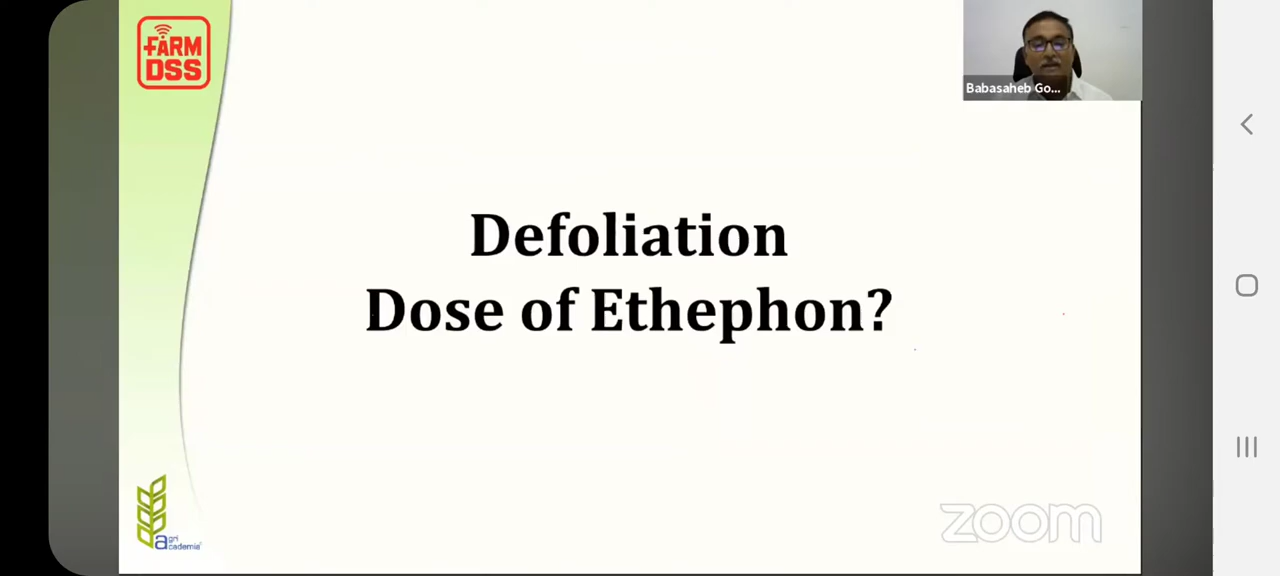 FARM
DSS
Babasaheb Go...
Defoliation
Dose of Ethephon?
agri
academia
zoom